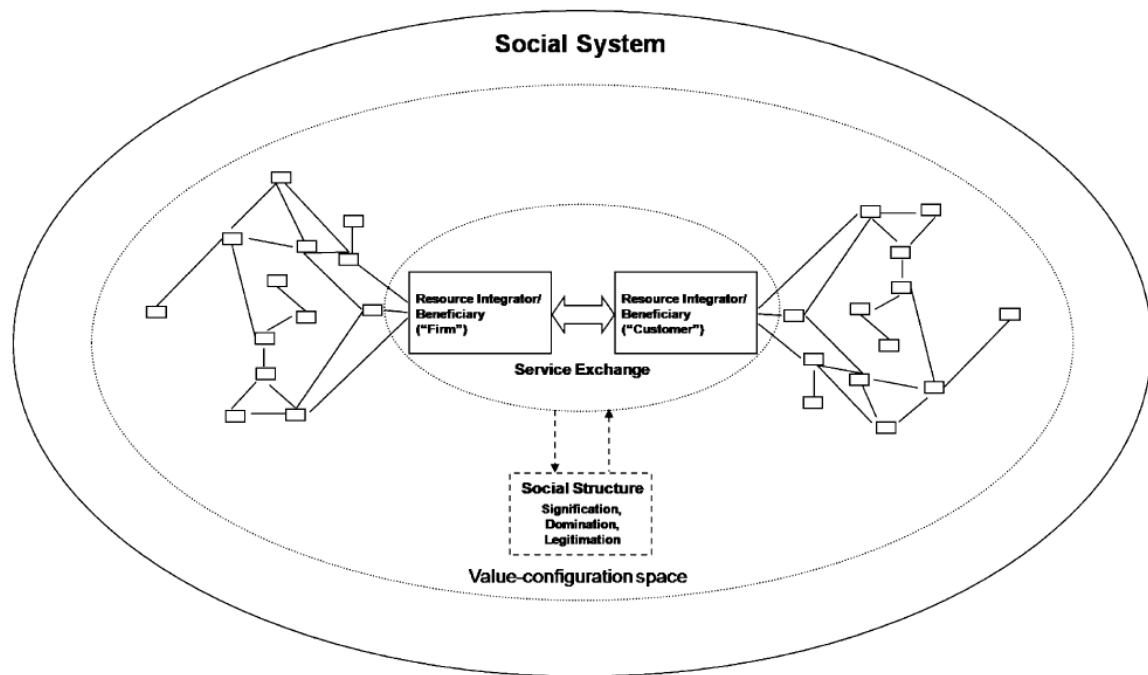 Social System
Resource Integrator/
Beneficiary
("Firm"}
Resource Integrator/
Beneficiary
{"Customer"}
Service Exchange
Social Structure
Signification,
Domination,
Legitimation
Value-configuration space